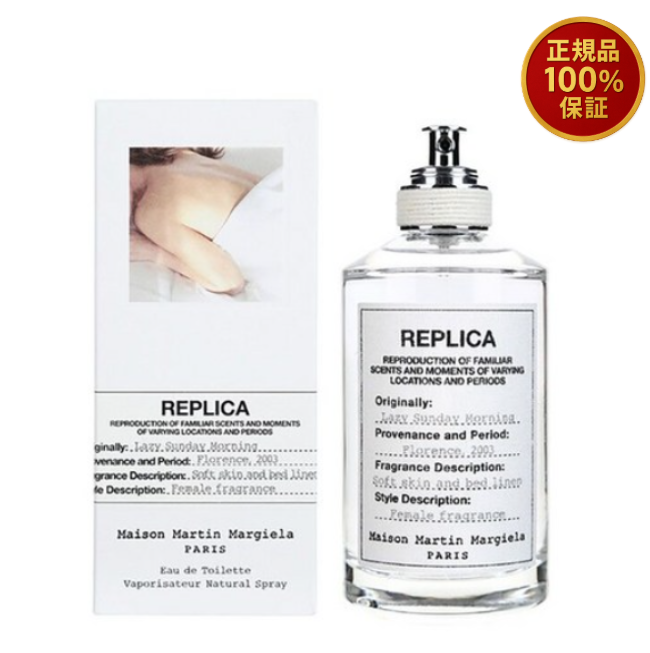 正規品
100%
保証
REPLICA
REPRODUCTION OF FAMILIAR SCENTS AND MOMENTS
OF VARYING LOCATIONS AND PERIODS
ginally: Lazy Sunday Morning
venance and Period: Florence, 2003
grance Description: Soft skin and bed linen
le Description: Female fragrance
Maison Martin Margiela
PARIS
Eau de Toilette
Vaporisateur Natural Spray
REPLICA
REPRODUCTION OF FAMILIAR
SCENTS AND MOMENTS OF VARYING
LOCATIONS AND PERIODS
Originally:
Lazy Sunday Morning
Provenance and Period:
Florence, 2003
Fragrance Description:
Soft skin and bed linen
Style Description:
Female fragrance
Maison Martin Margiela
PARIS